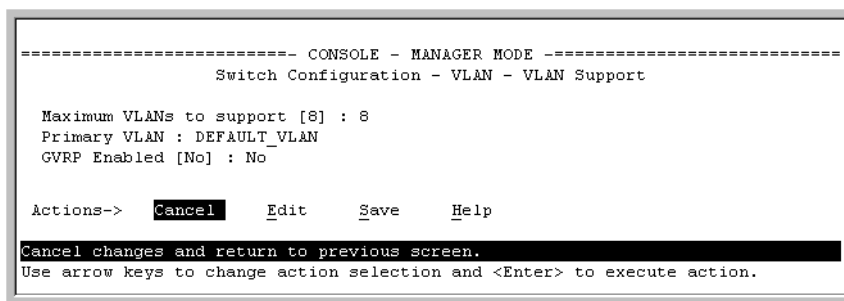 ===========================- CONSOLE - MANAGER MODE -============================
Switch Configuration - VLAN - VLAN Support
Maximum VLANs to support [8] : 8
Primary VLAN : DEFAULT_VLAN
GVRP Enabled [No] : No
Actions-> Cancel Edit Save Help
Cancel changes and return to previous screen.
Use arrow keys to change action selection and <Enter> to execute action.